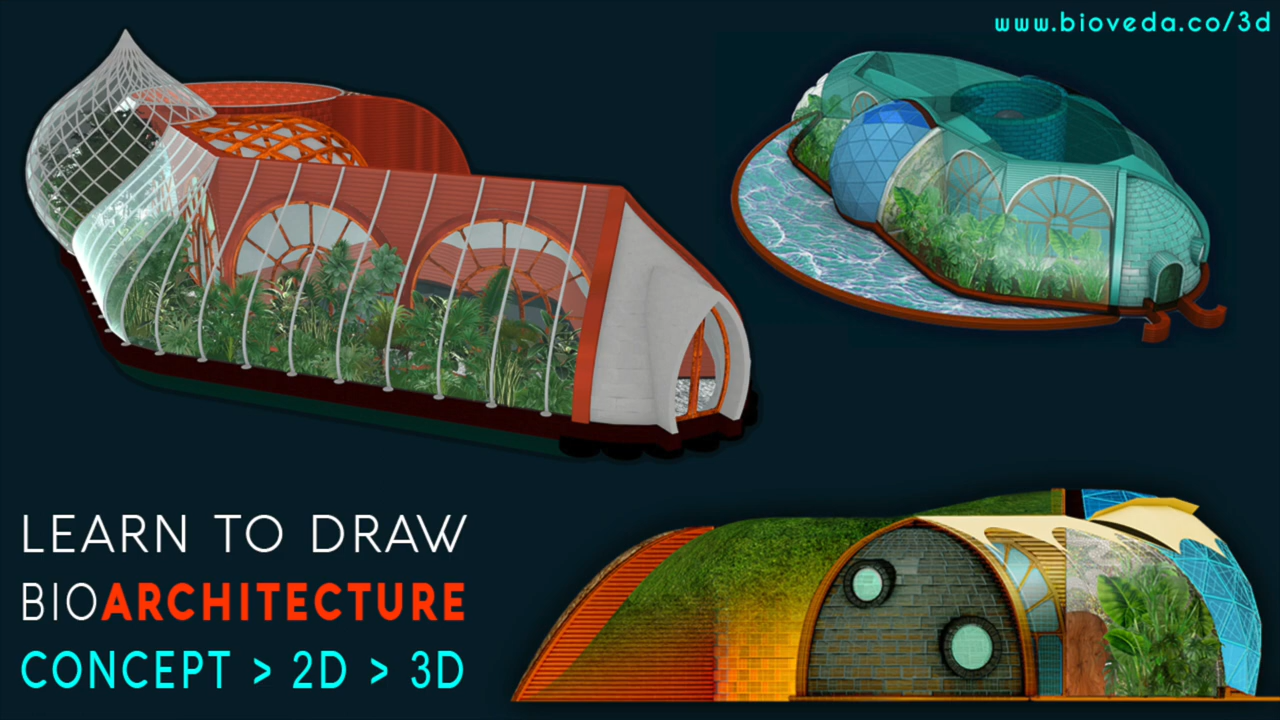 www.bioveda.co/3d
LEARN TO DRAW
BIOARCHITECTURE
CONCEPT > 2D > 3D